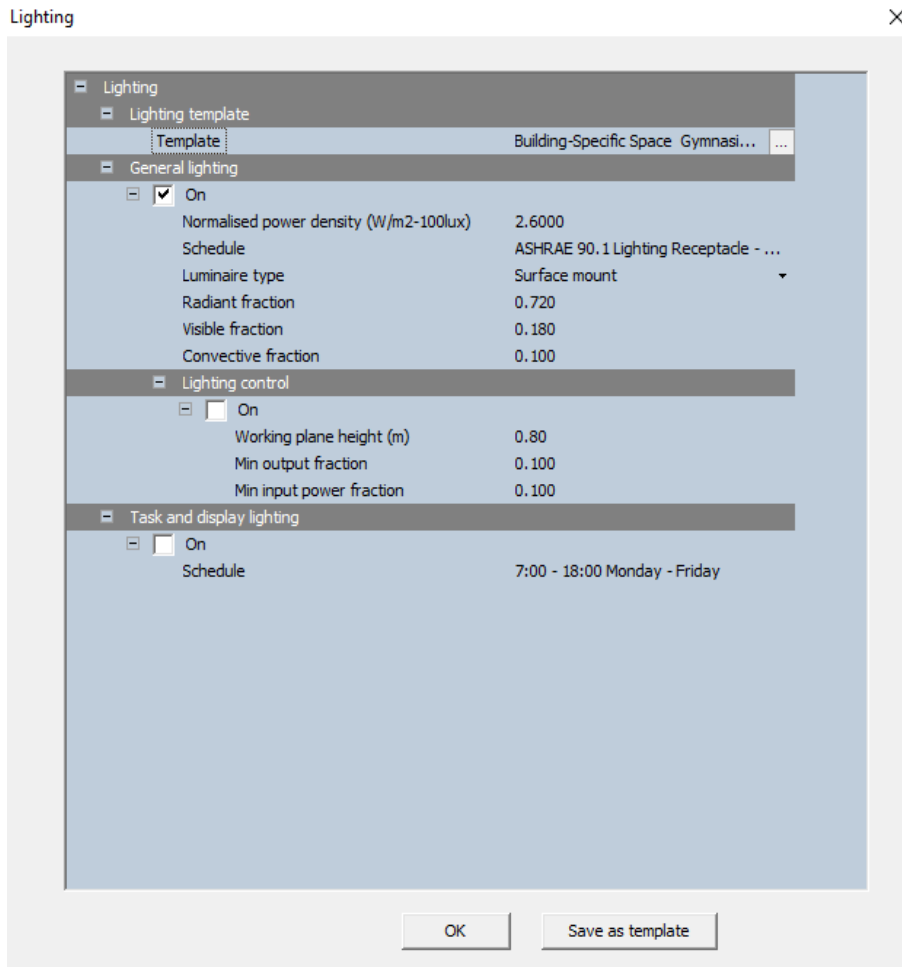 Lighting
Lighting
Lighting template
Template Building-Specific Space Gymnasi... ...
General lighting
On
Normalised power density (W/m2-100lux) 2.6000
Schedule ASHRAE 90.1 Lighting Receptacle - ...
Luminaire type Surface mount
Radiant fraction 0.720
Visible fraction 0.180
Convective fraction 0.100
Lighting control
On
Working plane height (m) 0.80
Min output fraction 0.100
Min input power fraction 0.100
Task and display lighting
On
Schedule 7:00 - 18:00 Monday - Friday
OK Save as template